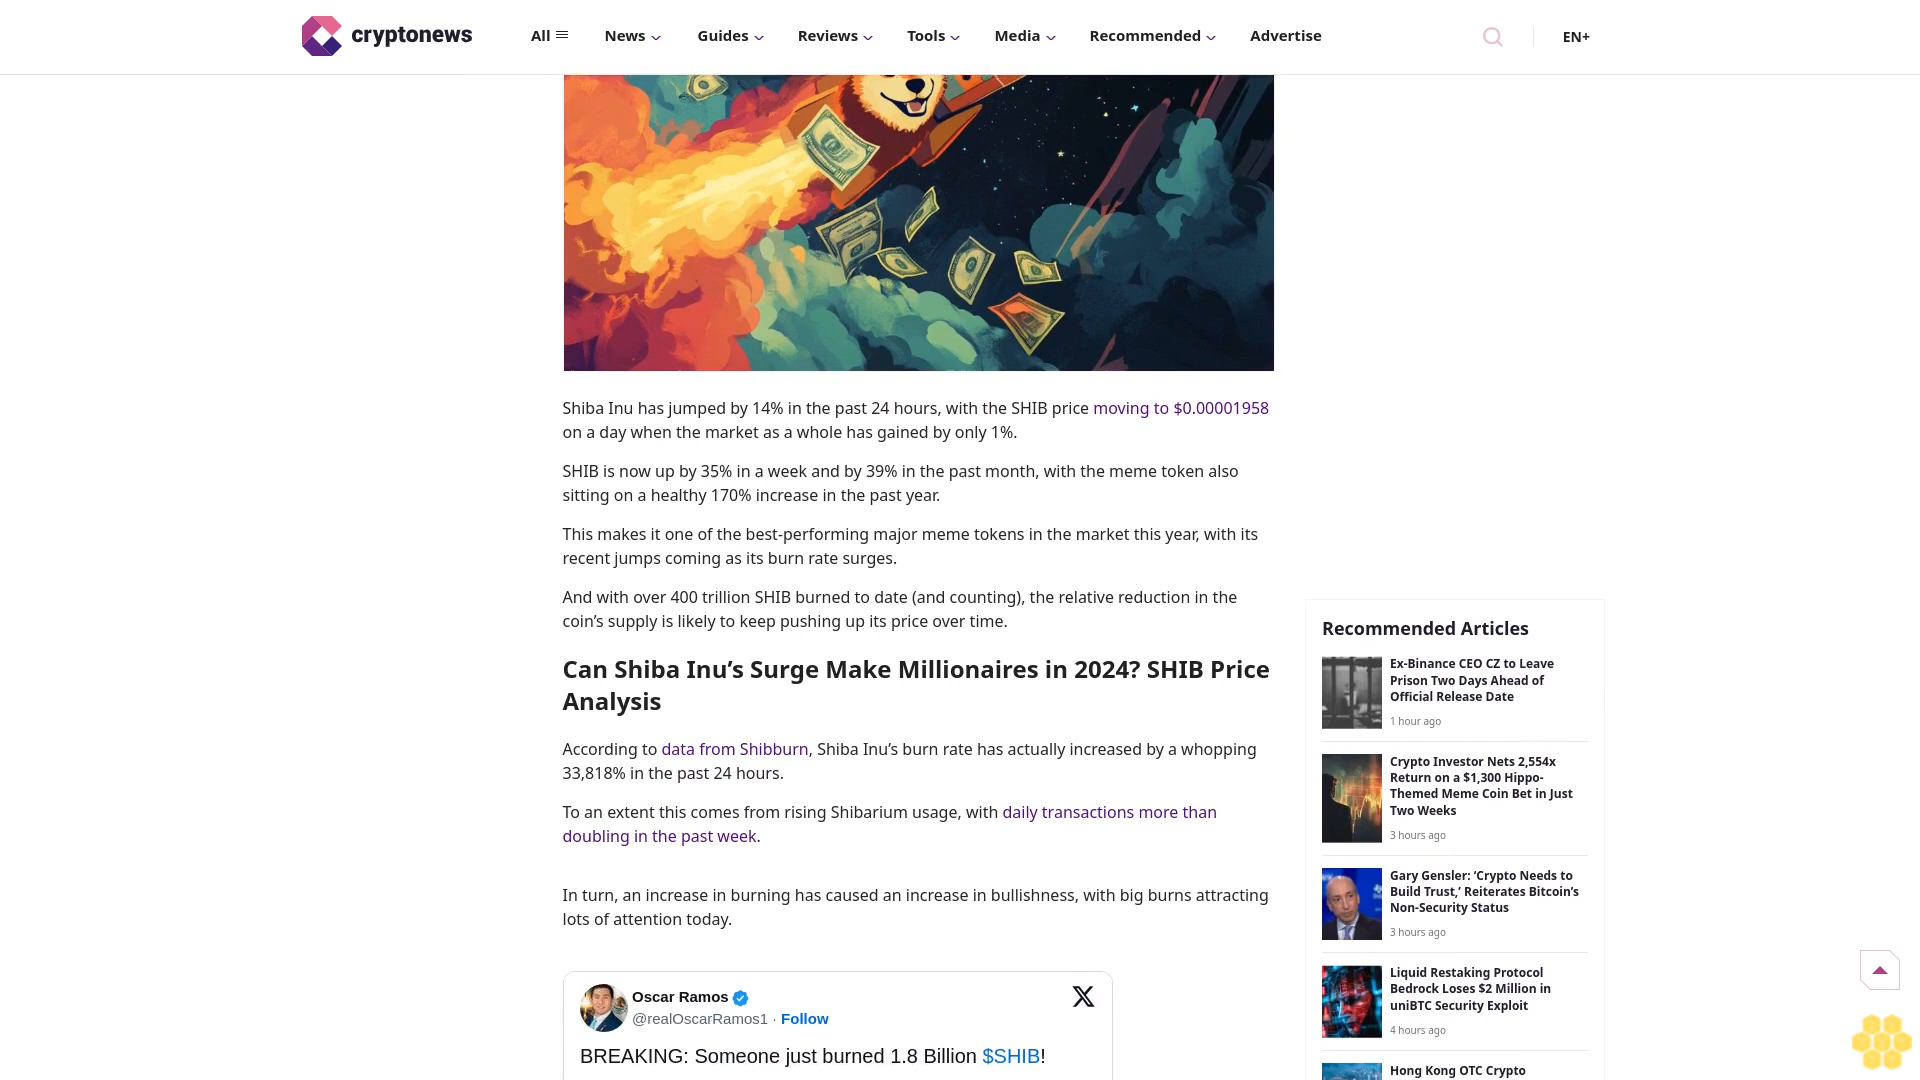 cryptonews
All
News
Guides
Reviews
Tools
Media
Recommended
Advertise
EN+
Shiba Inu has jumped by 14% in the past 24 hours, with the SHIB price moving to $0.00001958
on a day when the market as a whole has gained by only 1%.
SHIB is now up by 35% in a week and by 39% in the past month, with the meme token also
sitting on a healthy 170% increase in the past year.
This makes it one of the best-performing major meme tokens in the market this year, with its
recent jumps coming as its burn rate surges.
And with over 400 trillion SHIB burned to date (and counting), the relative reduction in the
coin’s supply is likely to keep pushing up its price over time.
Can Shiba Inu’s Surge Make Millionaires in 2024? SHIB Price
Analysis
According to data from Shibburn, Shiba Inu’s burn rate has actually increased by a whopping
33,818% in the past 24 hours.
To an extent this comes from rising Shibarium usage, with daily transactions more than
doubling in the past week.
In turn, an increase in burning has caused an increase in bullishness, with big burns attracting
lots of attention today.
Oscar Ramos
@realOscarRamos1 · Follow
BREAKING: Someone just burned 1.8 Billion $SHIB!
Recommended Articles
Ex-Binance CEO CZ to Leave
Prison Two Days Ahead of
Official Release Date
1 hour ago
Crypto Investor Nets 2,554x
Return on a $1,300 Hippo-
Themed Meme Coin Bet in Just
Two Weeks
3 hours ago
Gary Gensler: ‘Crypto Needs to
Build Trust,’ Reiterates Bitcoin’s
Non-Security Status
3 hours ago
Liquid Restaking Protocol
Bedrock Loses $2 Million in
uniBTC Security Exploit
4 hours ago
Hong Kong OTC Crypto